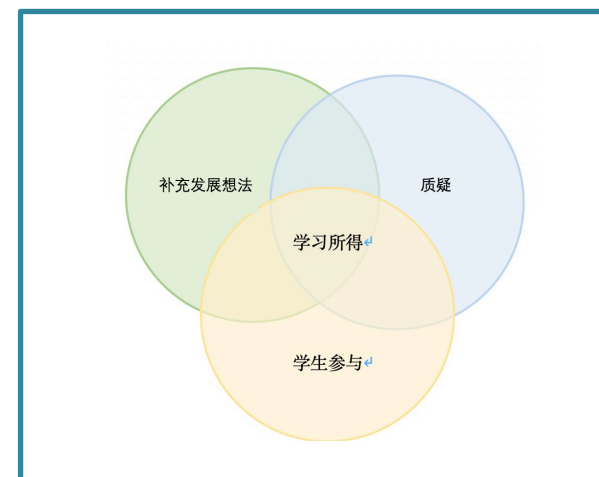 补充发展想法
质疑
学习所得
学生参与